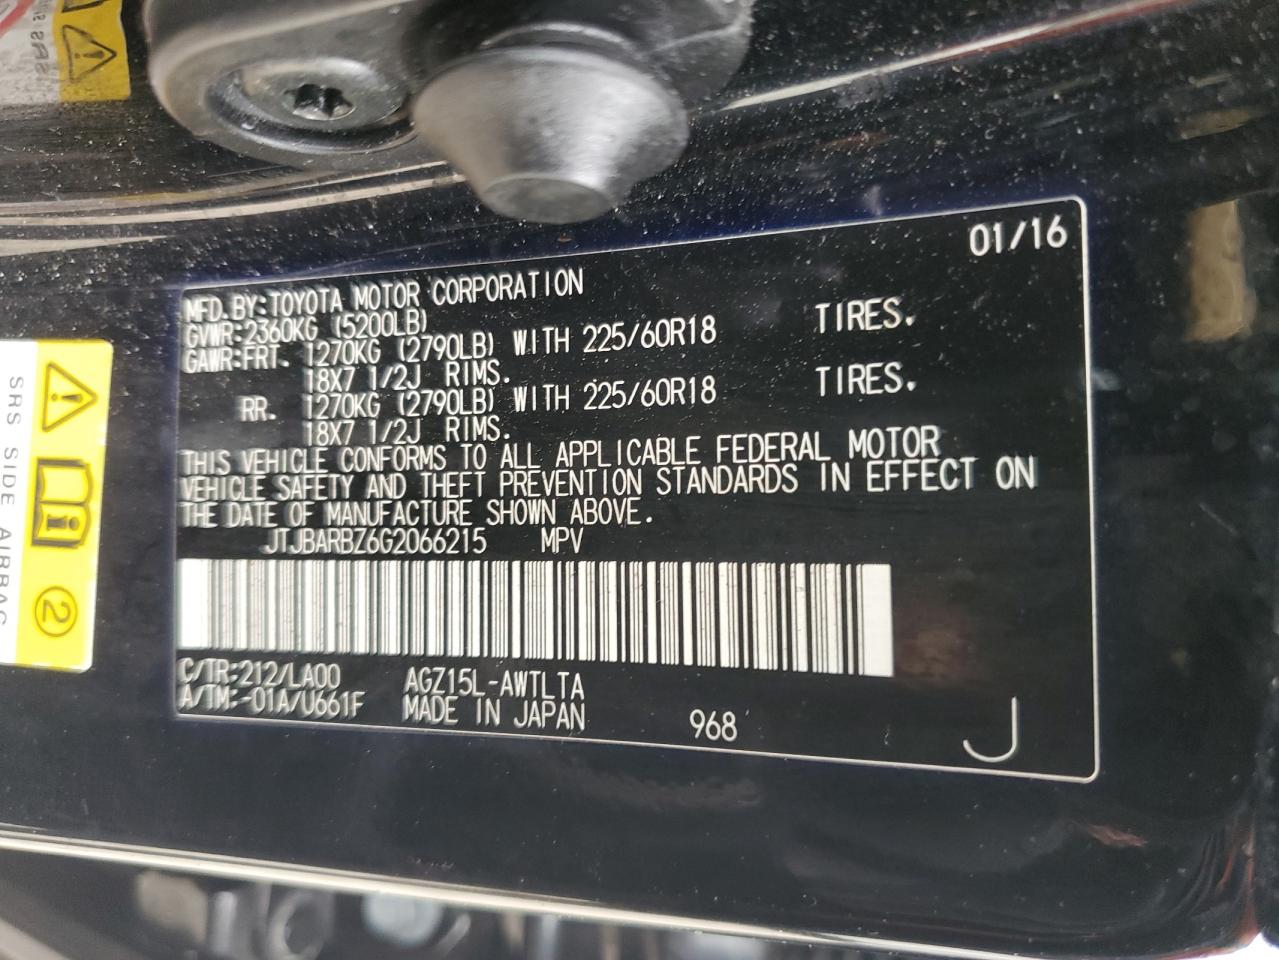 01/16
MFD.BY:TOYOTA MOTOR CORPORATION
GVWR:2360KG (5200LB)
GAWR:FRT. 1270KG (2790LB) WITH 225/60R18 TIRES.
18X7 1/2J RIMS.
RR. 1270KG (2790LB) WITH 225/60R18 TIRES.
18X7 1/2J RIMS.
THIS VEHICLE CONFORMS TO ALL APPLICABLE FEDERAL MOTOR
VEHICLE SAFETY AND THEFT PREVENTION STANDARDS IN EFFECT ON
THE DATE OF MANUFACTURE SHOWN ABOVE.
JTJBARBZ6G2066215 MPV
C/TR:212/LA00 AGZ15L-AWTLTA
A/TM:-01A/U661F MADE IN JAPAN 968 J
SRS SIDE AIRBAG
2